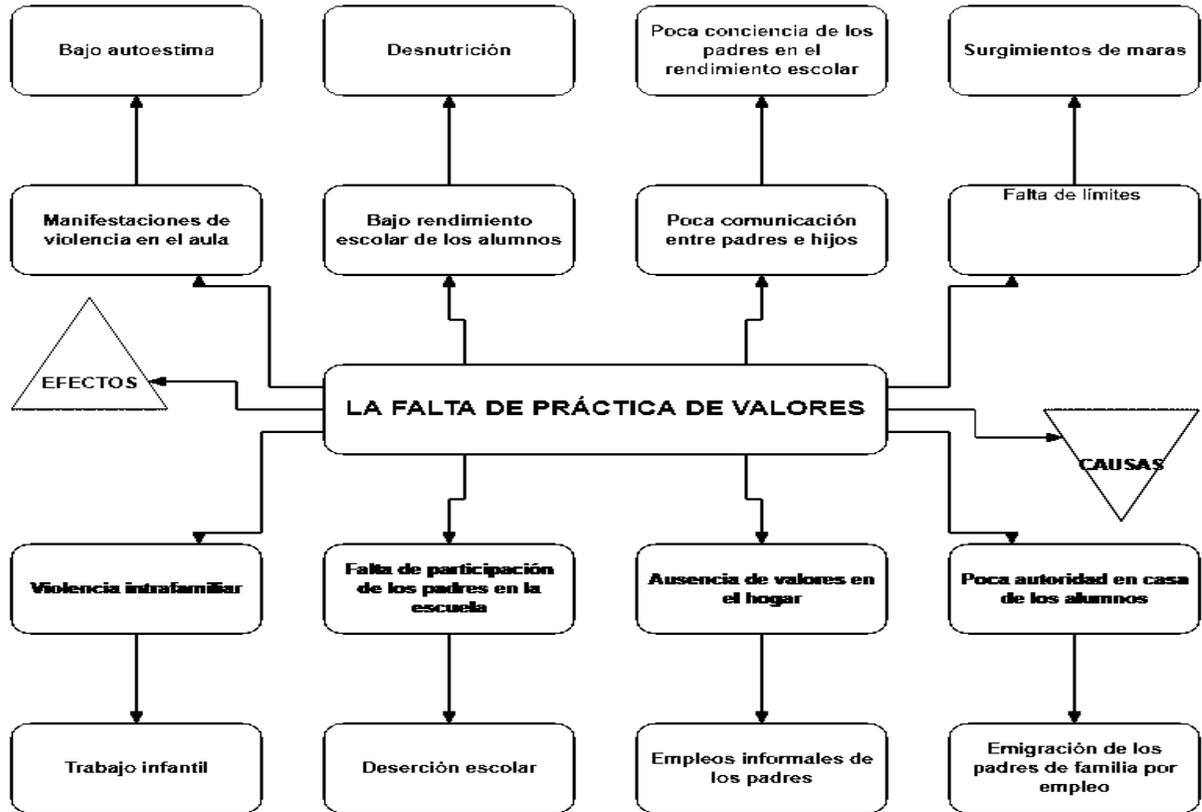 Bajo autoestima
Desnutrición
Poca conciencia de los
padres en el
rendimiento escolar
Surgimientos de maras
Manifestaciones de
violencia en el aula
Bajo rendimiento
escolar de los alumnos
Poca comunicación
entre padres e hijos
Falta de límites
EFECTOS
LA FALTA DE PRÁCTICA DE VALORES
CAUSAS
Violencia intrafamiliar
Falta de participación
de los padres en la
escuela
Ausencia de valores en
el hogar
Poca autoridad en casa
de los alumnos
Trabajo infantil
Deserción escolar
Empleos informales de
los padres
Emigración de los
padres de familia por
empleo